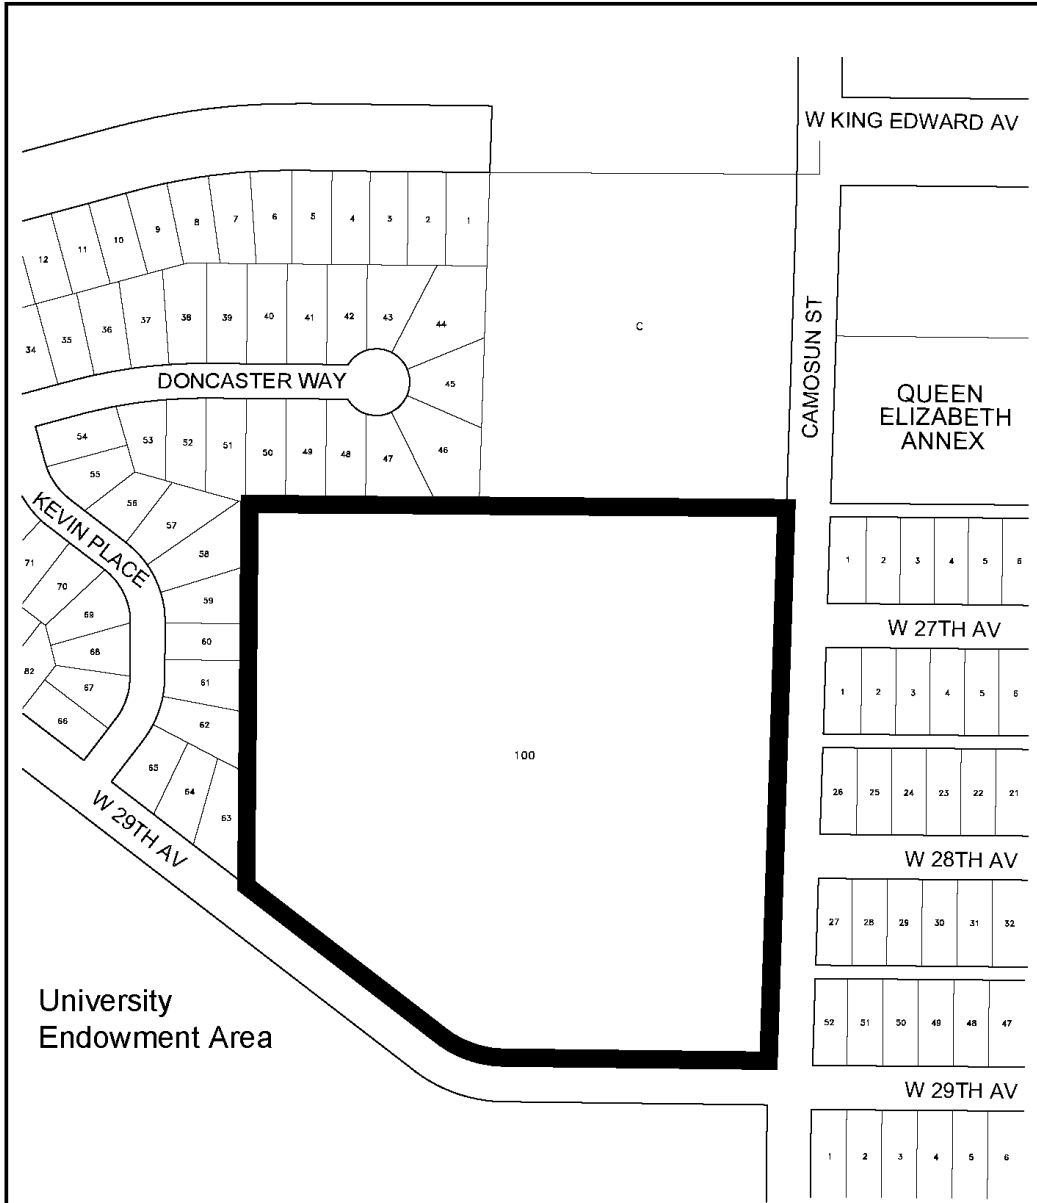 W KING EDWARD AV
12 11 10 9 8 7 6 5 4 3 2 1
34 35 36 37 38 39 40 41 42 43 44
C
CAMOSUN ST
DONCASTER WAY
45
QUEEN
ELIZABETH
ANNEX
54 53 52 51 50 49 48 47 46
55
56
57
KEVIN PLACE
58
71
70
59
69
60
68
61
82
67
62
66
65
64
63
100
1 2 3 4 5 6
W 27TH AV
1 2 3 4 5 6
26 25 24 23 22 21
W 29TH AV
W 28TH AV
27 28 29 30 31 32
University
Endowment Area
52 51 50 49 48 47
W 29TH AV
1 2 3 4 5 6